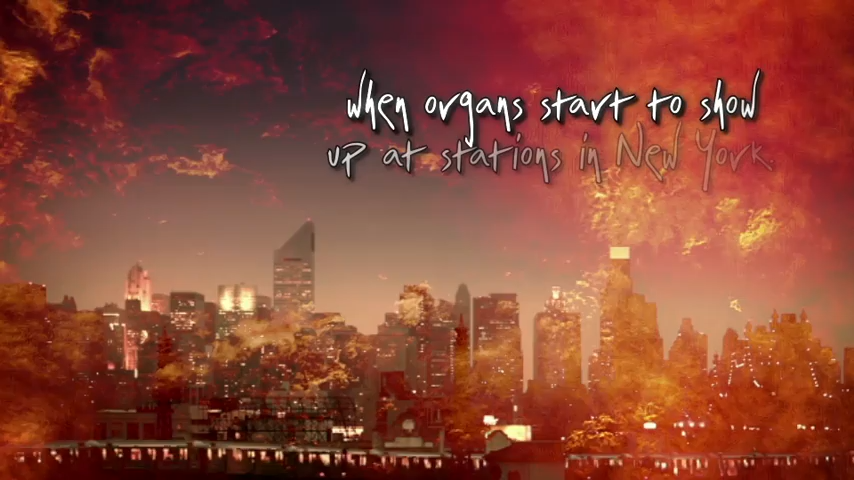 when organs start to show
up at stations in New York.